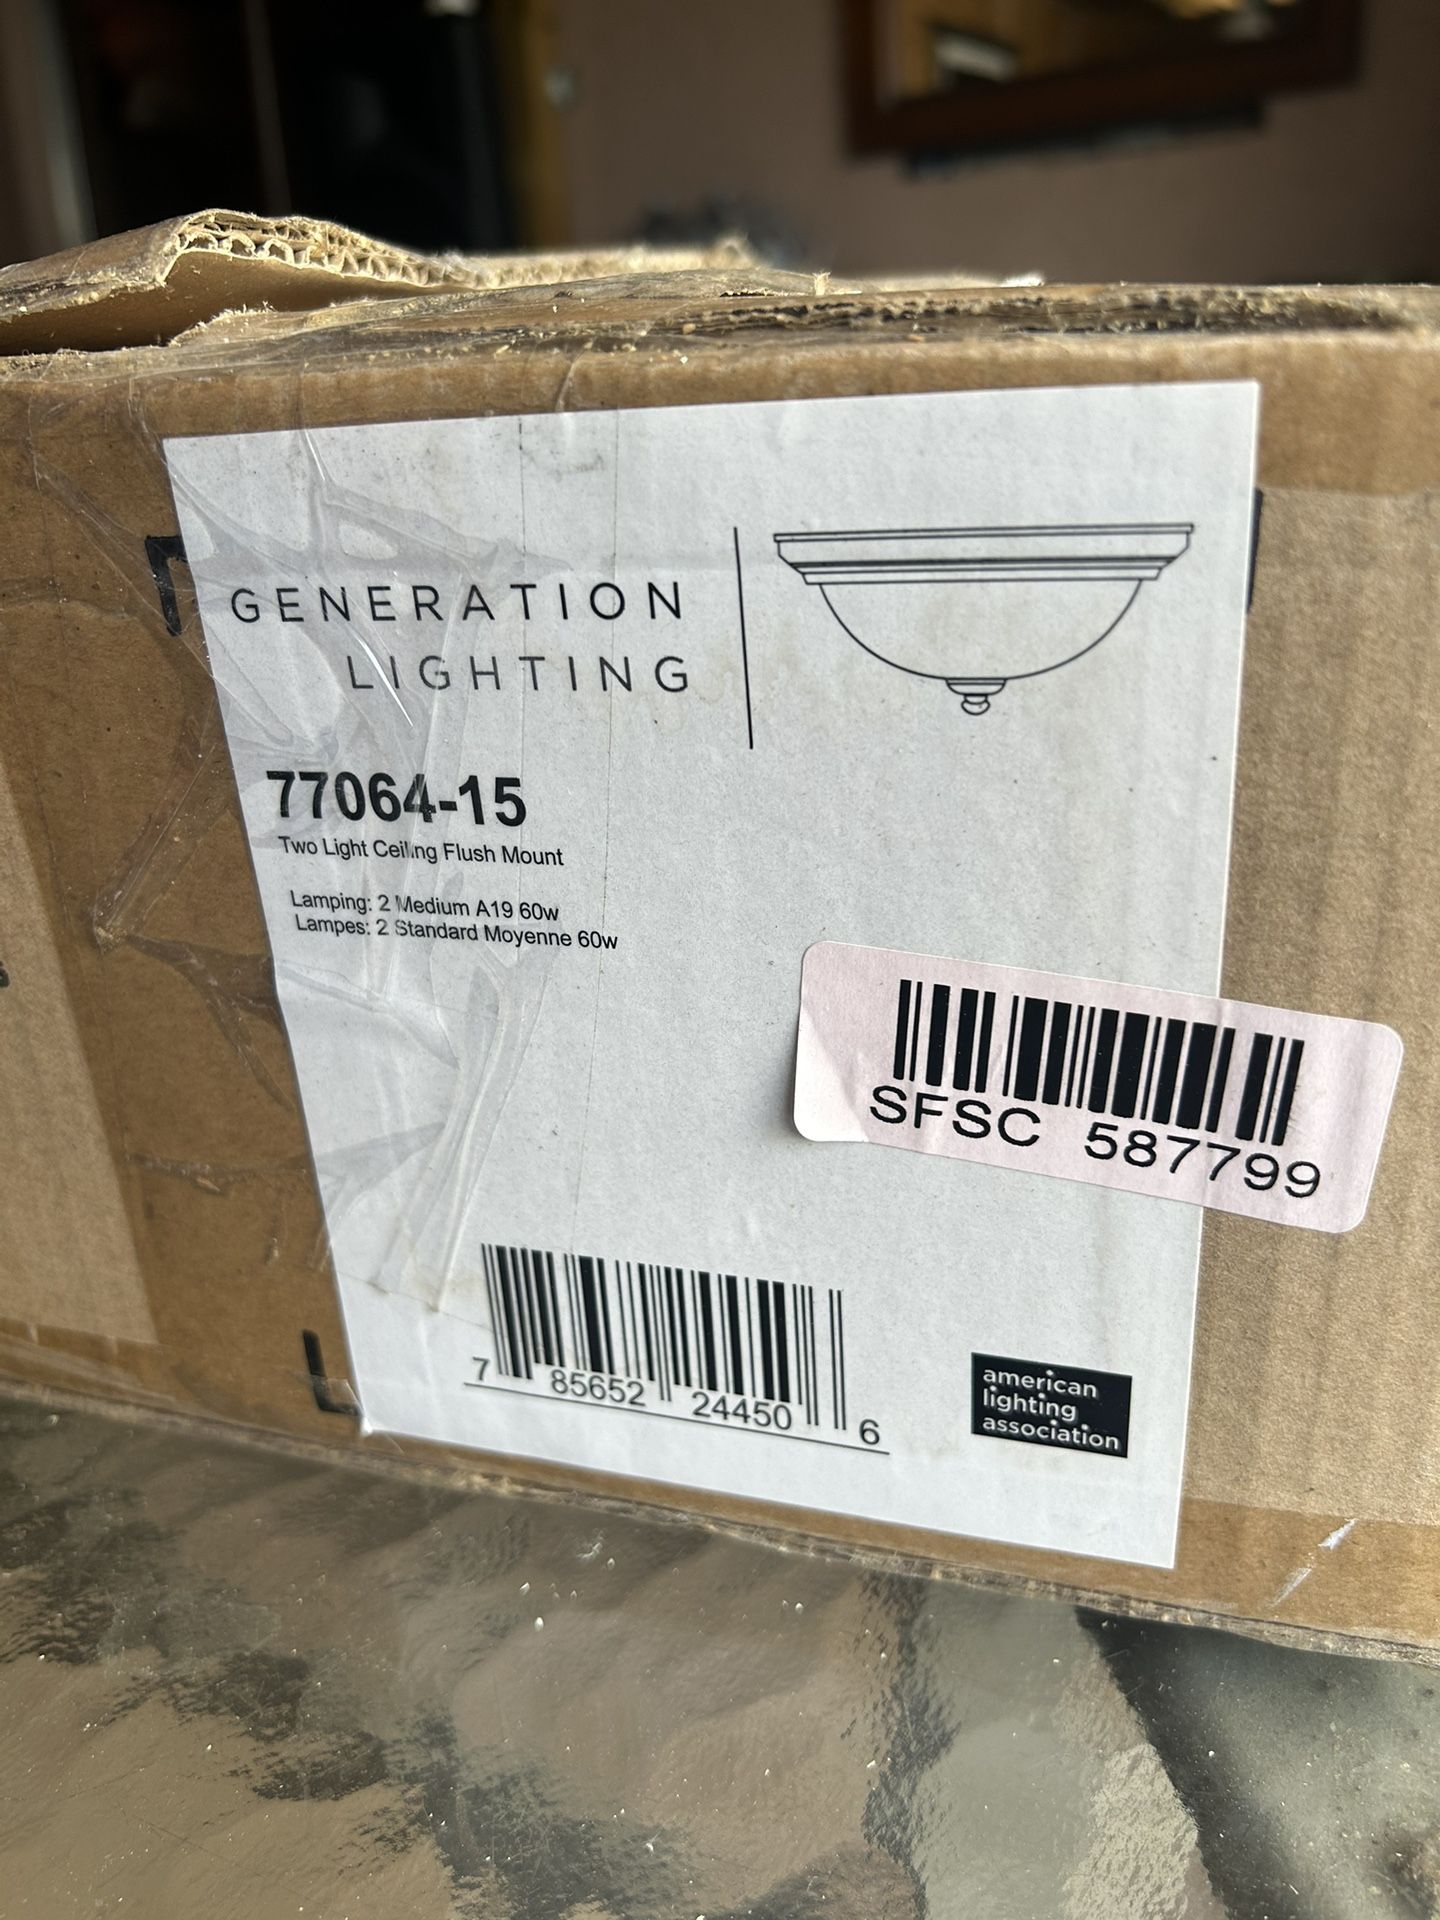 GENERATION
LIGHTING
77064-15
Two Light Ceiling Flush Mount
Lamping: 2 Medium A19 60w
Lampes: 2 Standard Moyenne 60w
SFSC 587799
7 85652 24450 6
american
lighting
association